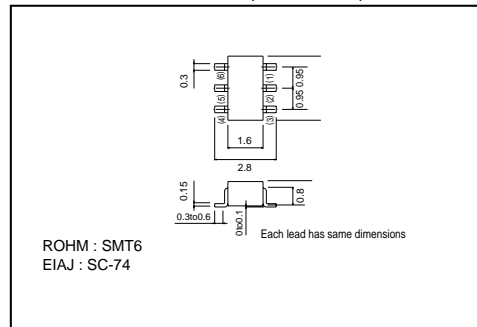 0.3
(6)
(5)
(4)
(1)
(2)
(3)
0.95
0.95
1.6
2.8
0.15
0.3to0.6
0to0.1
0.8
Each lead has same dimensions
ROHM : SMT6
EIAJ : SC-74